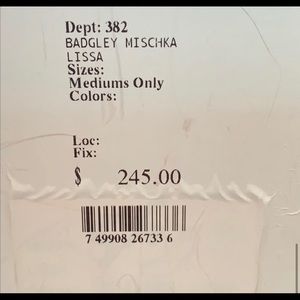 Dept: 382
BADGLEY MISCHKA
LISSA
Sizes:
Mediums Only
Colors:
Loc:
Fix:
$ 245.00
7 49908 26733 6